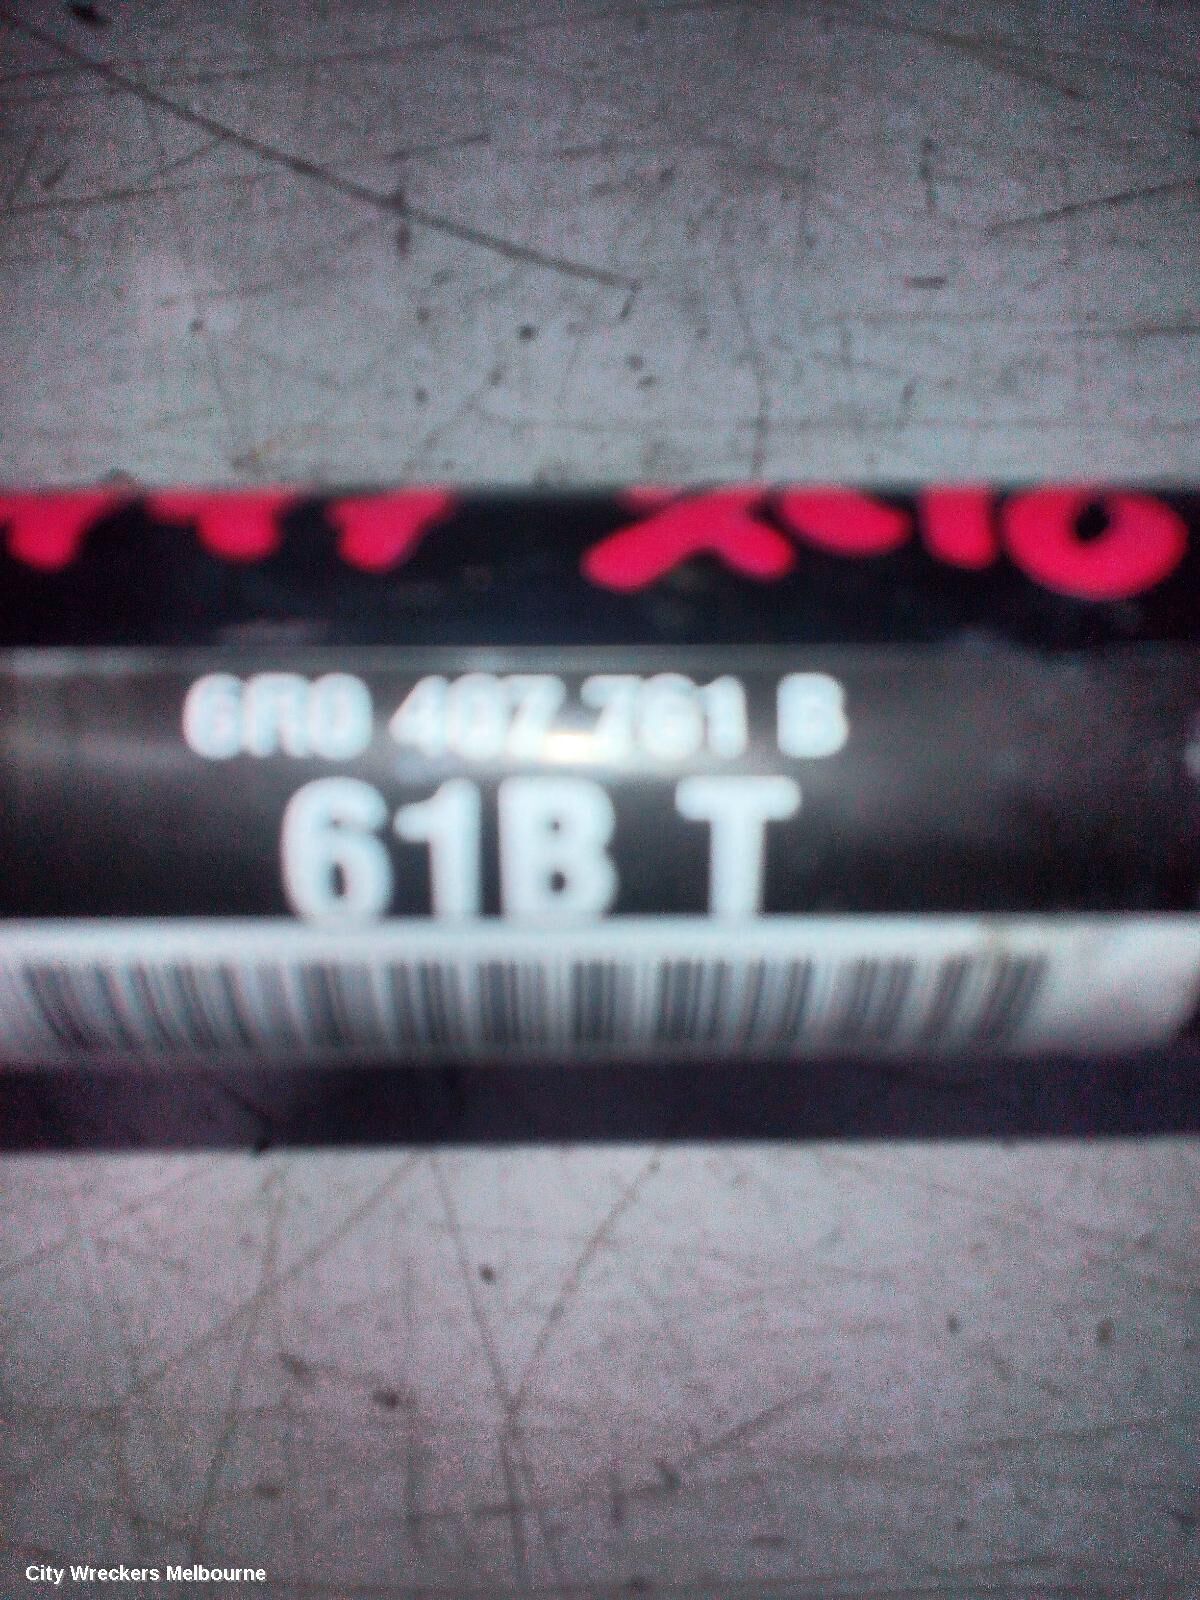 6R0 407 761 B
61B T
City Wreckers Melbourne